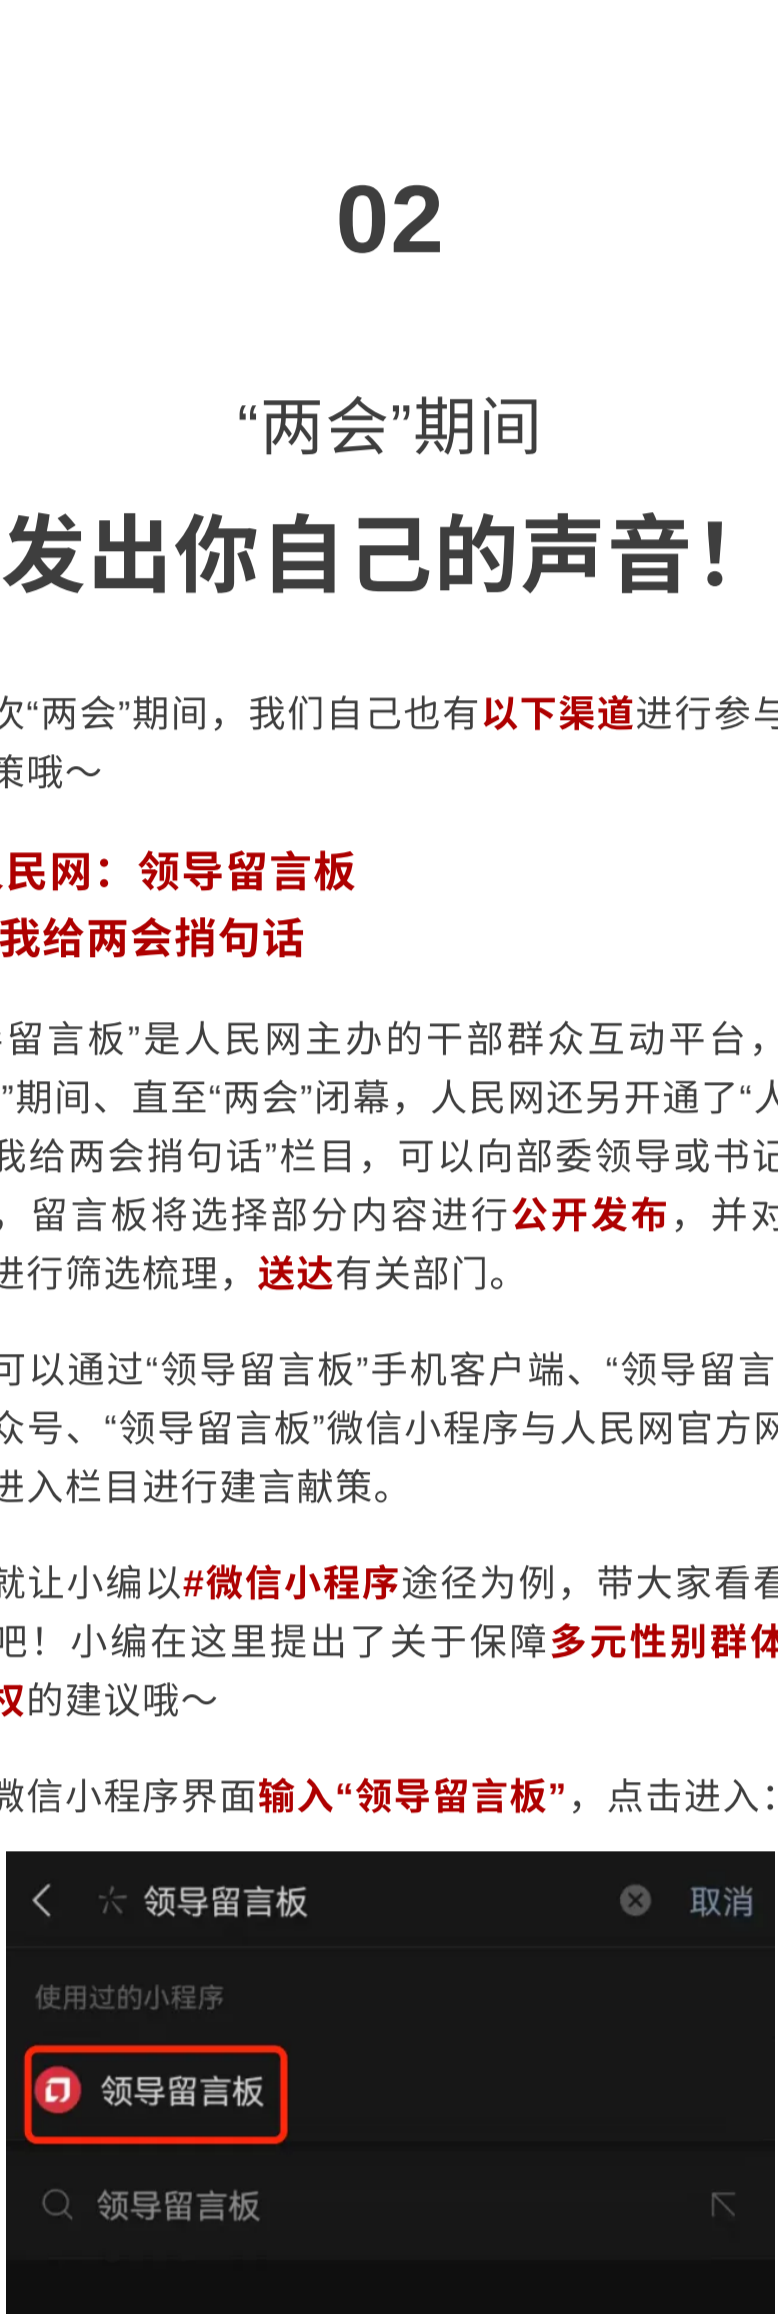 02
“两会”期间
发出你自己的声音！
次“两会”期间，我们自己也有以下渠道进行参与
策哦～
民网：领导留言板
我给两会捎句话
留言板”是人民网主办的干部群众互动平台，
”期间、直至“两会”闭幕，人民网还另开通了“人
我给两会捎句话”栏目，可以向部委领导或书记
，留言板将选择部分内容进行公开发布，并对
进行筛选梳理，送达有关部门。
可以通过“领导留言板”手机客户端、“领导留言
众号、“领导留言板”微信小程序与人民网官方网
进入栏目进行建言献策。
就让小编以#微信小程序途径为例，带大家看看
吧！小编在这里提出了关于保障多元性别群体
权的建议哦～
微信小程序界面输入“领导留言板”，点击进入：
领导留言板 取消
使用过的小程序
领导留言板
领导留言板